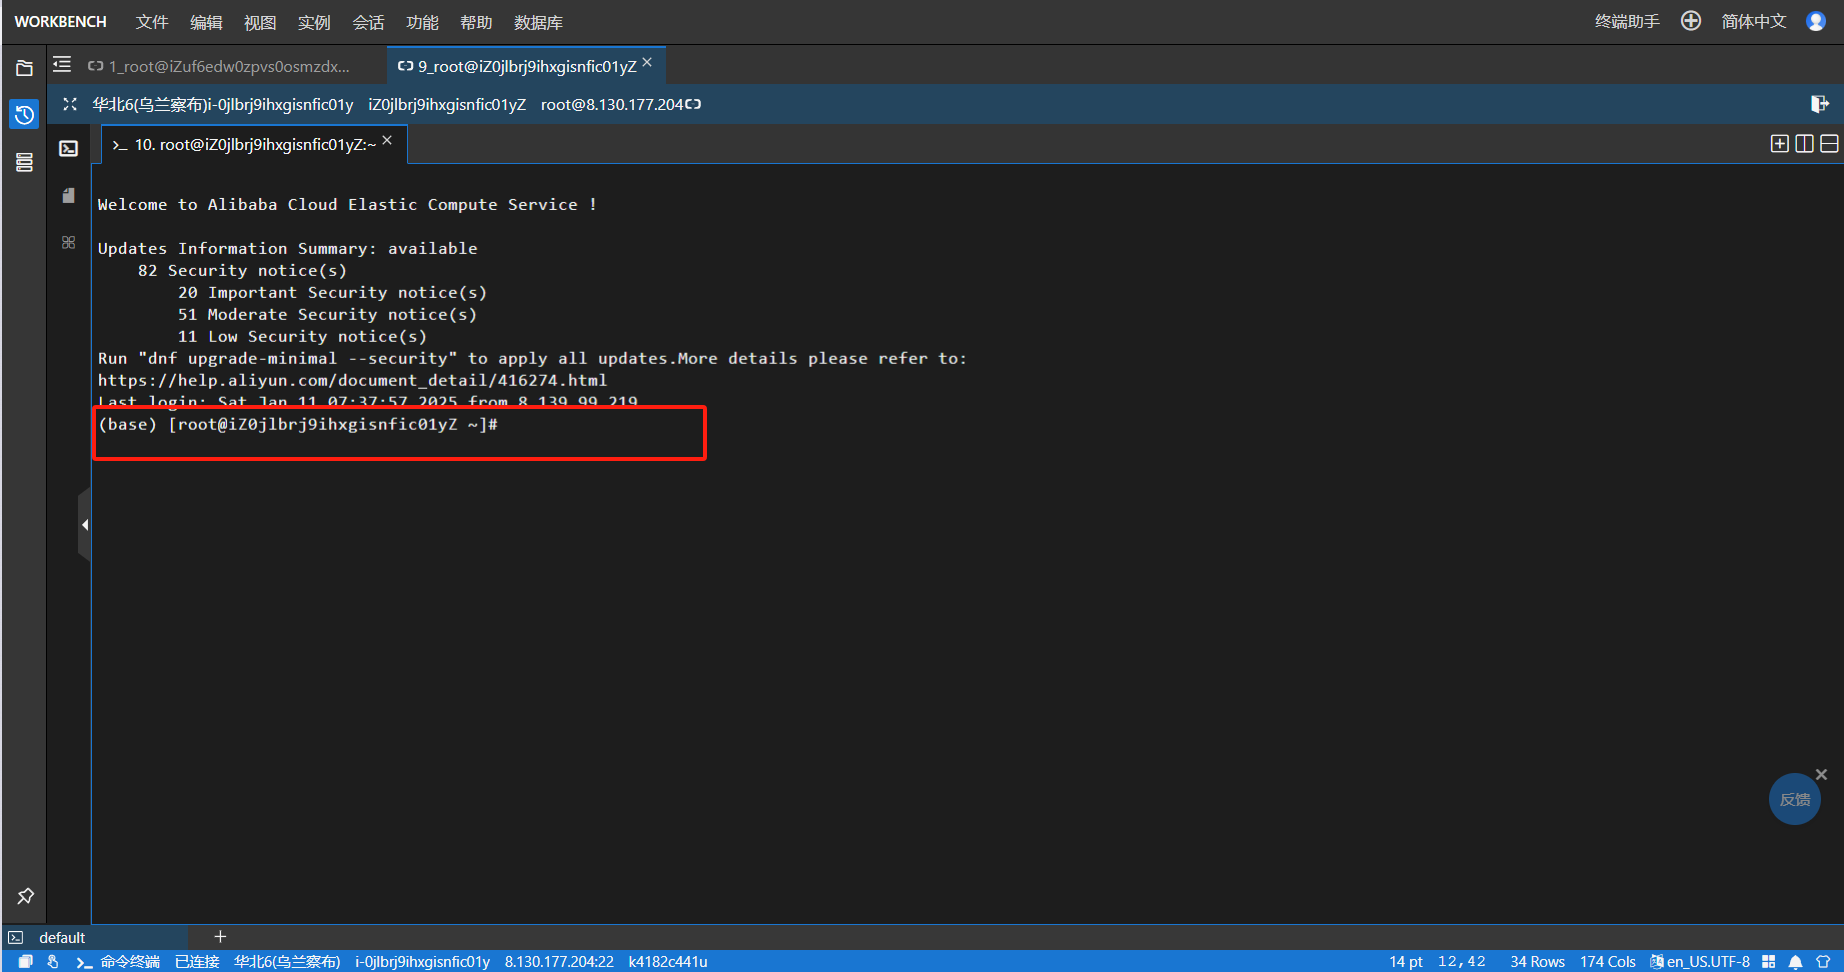 WORKBENCH 文件 编辑 视图 实例 会话 功能 帮助 数据库 终端助手 简体中文
1_root@iZuf6edw0zpvs0osmzdx... 9_root@iZ0jlbrj9ihxgisnfic01yZ
华北6(乌兰察布)i-0jlbrj9ihxgisnfic01y iZ0jlbrj9ihxgisnfic01yZ root@8.130.177.204
>_ 10. root@iZ0jlbrj9ihxgisnfic01yZ:~
Welcome to Alibaba Cloud Elastic Compute Service !
Updates Information Summary: available
82 Security notice(s)
20 Important Security notice(s)
51 Moderate Security notice(s)
11 Low Security notice(s)
Run "dnf upgrade-minimal --security" to apply all updates.More details please refer to:
https://help.aliyun.com/document_detail/416274.html
Last login: Sat Jan 11 07:37:57 2025 from 8.139.99.219
(base) [root@iZ0jlbrj9ihxgisnfic01yZ ~]#
反馈
default
命令终端 已连接 华北6(乌兰察布) i-0jlbrj9ihxgisnfic01y 8.130.177.204:22 k4182c441u 14 pt 12,42 34 Rows 174 Cols en_US.UTF-8